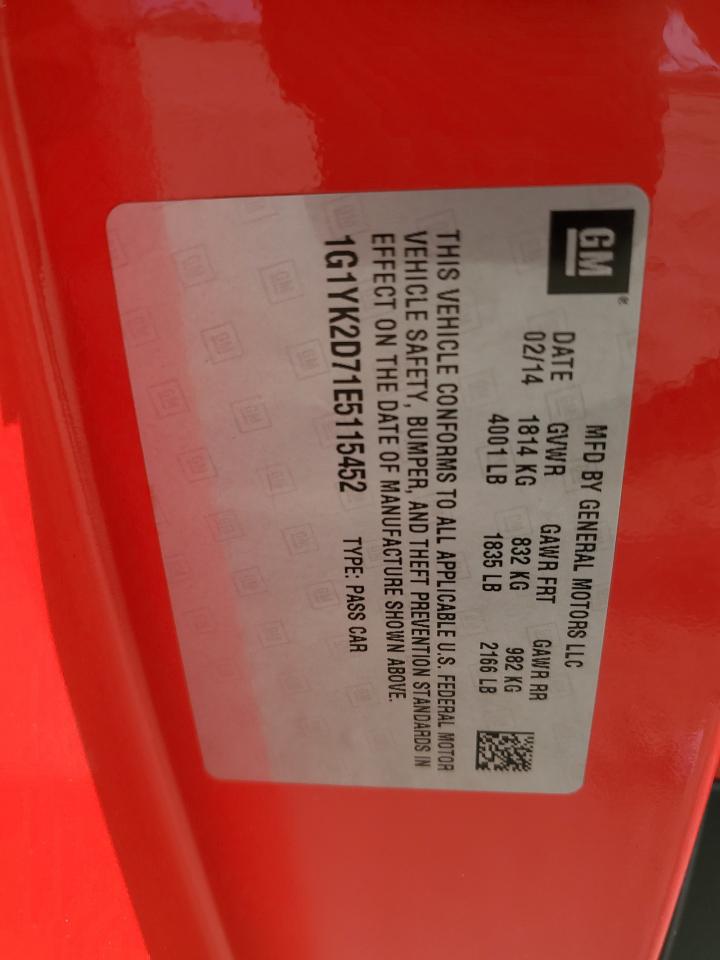 GM®
MFD BY GENERAL MOTORS LLC
DATE GVWR GAWR FRT GAWR RR
02/14 1814 KG 832 KG 982 KG
4001 LB 1835 LB 2166 LB
THIS VEHICLE CONFORMS TO ALL APPLICABLE U.S. FEDERAL MOTOR
VEHICLE SAFETY, BUMPER, AND THEFT PREVENTION STANDARDS IN
EFFECT ON THE DATE OF MANUFACTURE SHOWN ABOVE.
1G1YK2D71E5115452 TYPE: PASS CAR